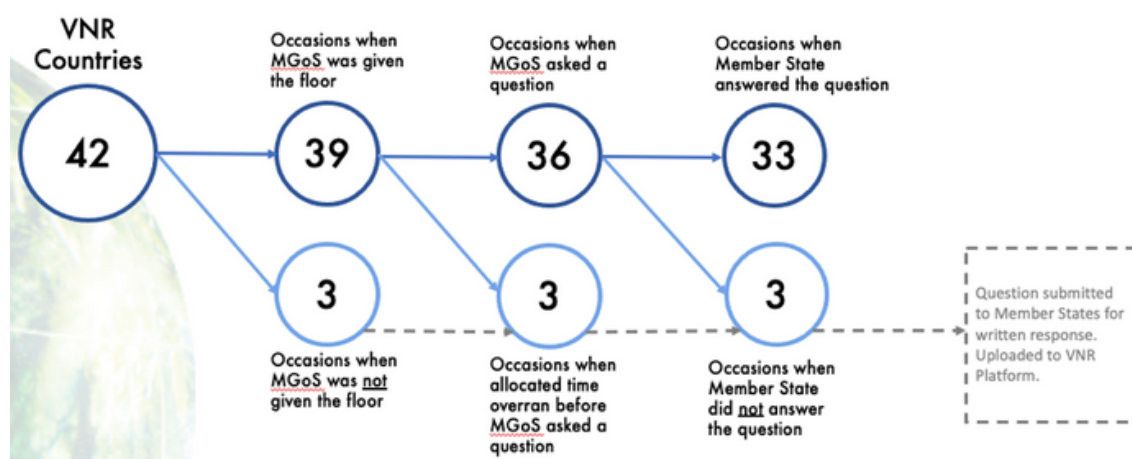 VNR
Countries
42
Occasions when
MGoS was given
the floor
39
Occasions when
MGoS asked a
question
36
Occasions when
Member State
answered the question
33
3
Occasions when
MGoS was not
given the floor
3
Occasions when
allocated time
overran before
MGoS asked a
question
3
Occasions when
Member State
did not answer
the question
Question submitted
to Member States for
written response.
Uploaded to VNR
Platform.